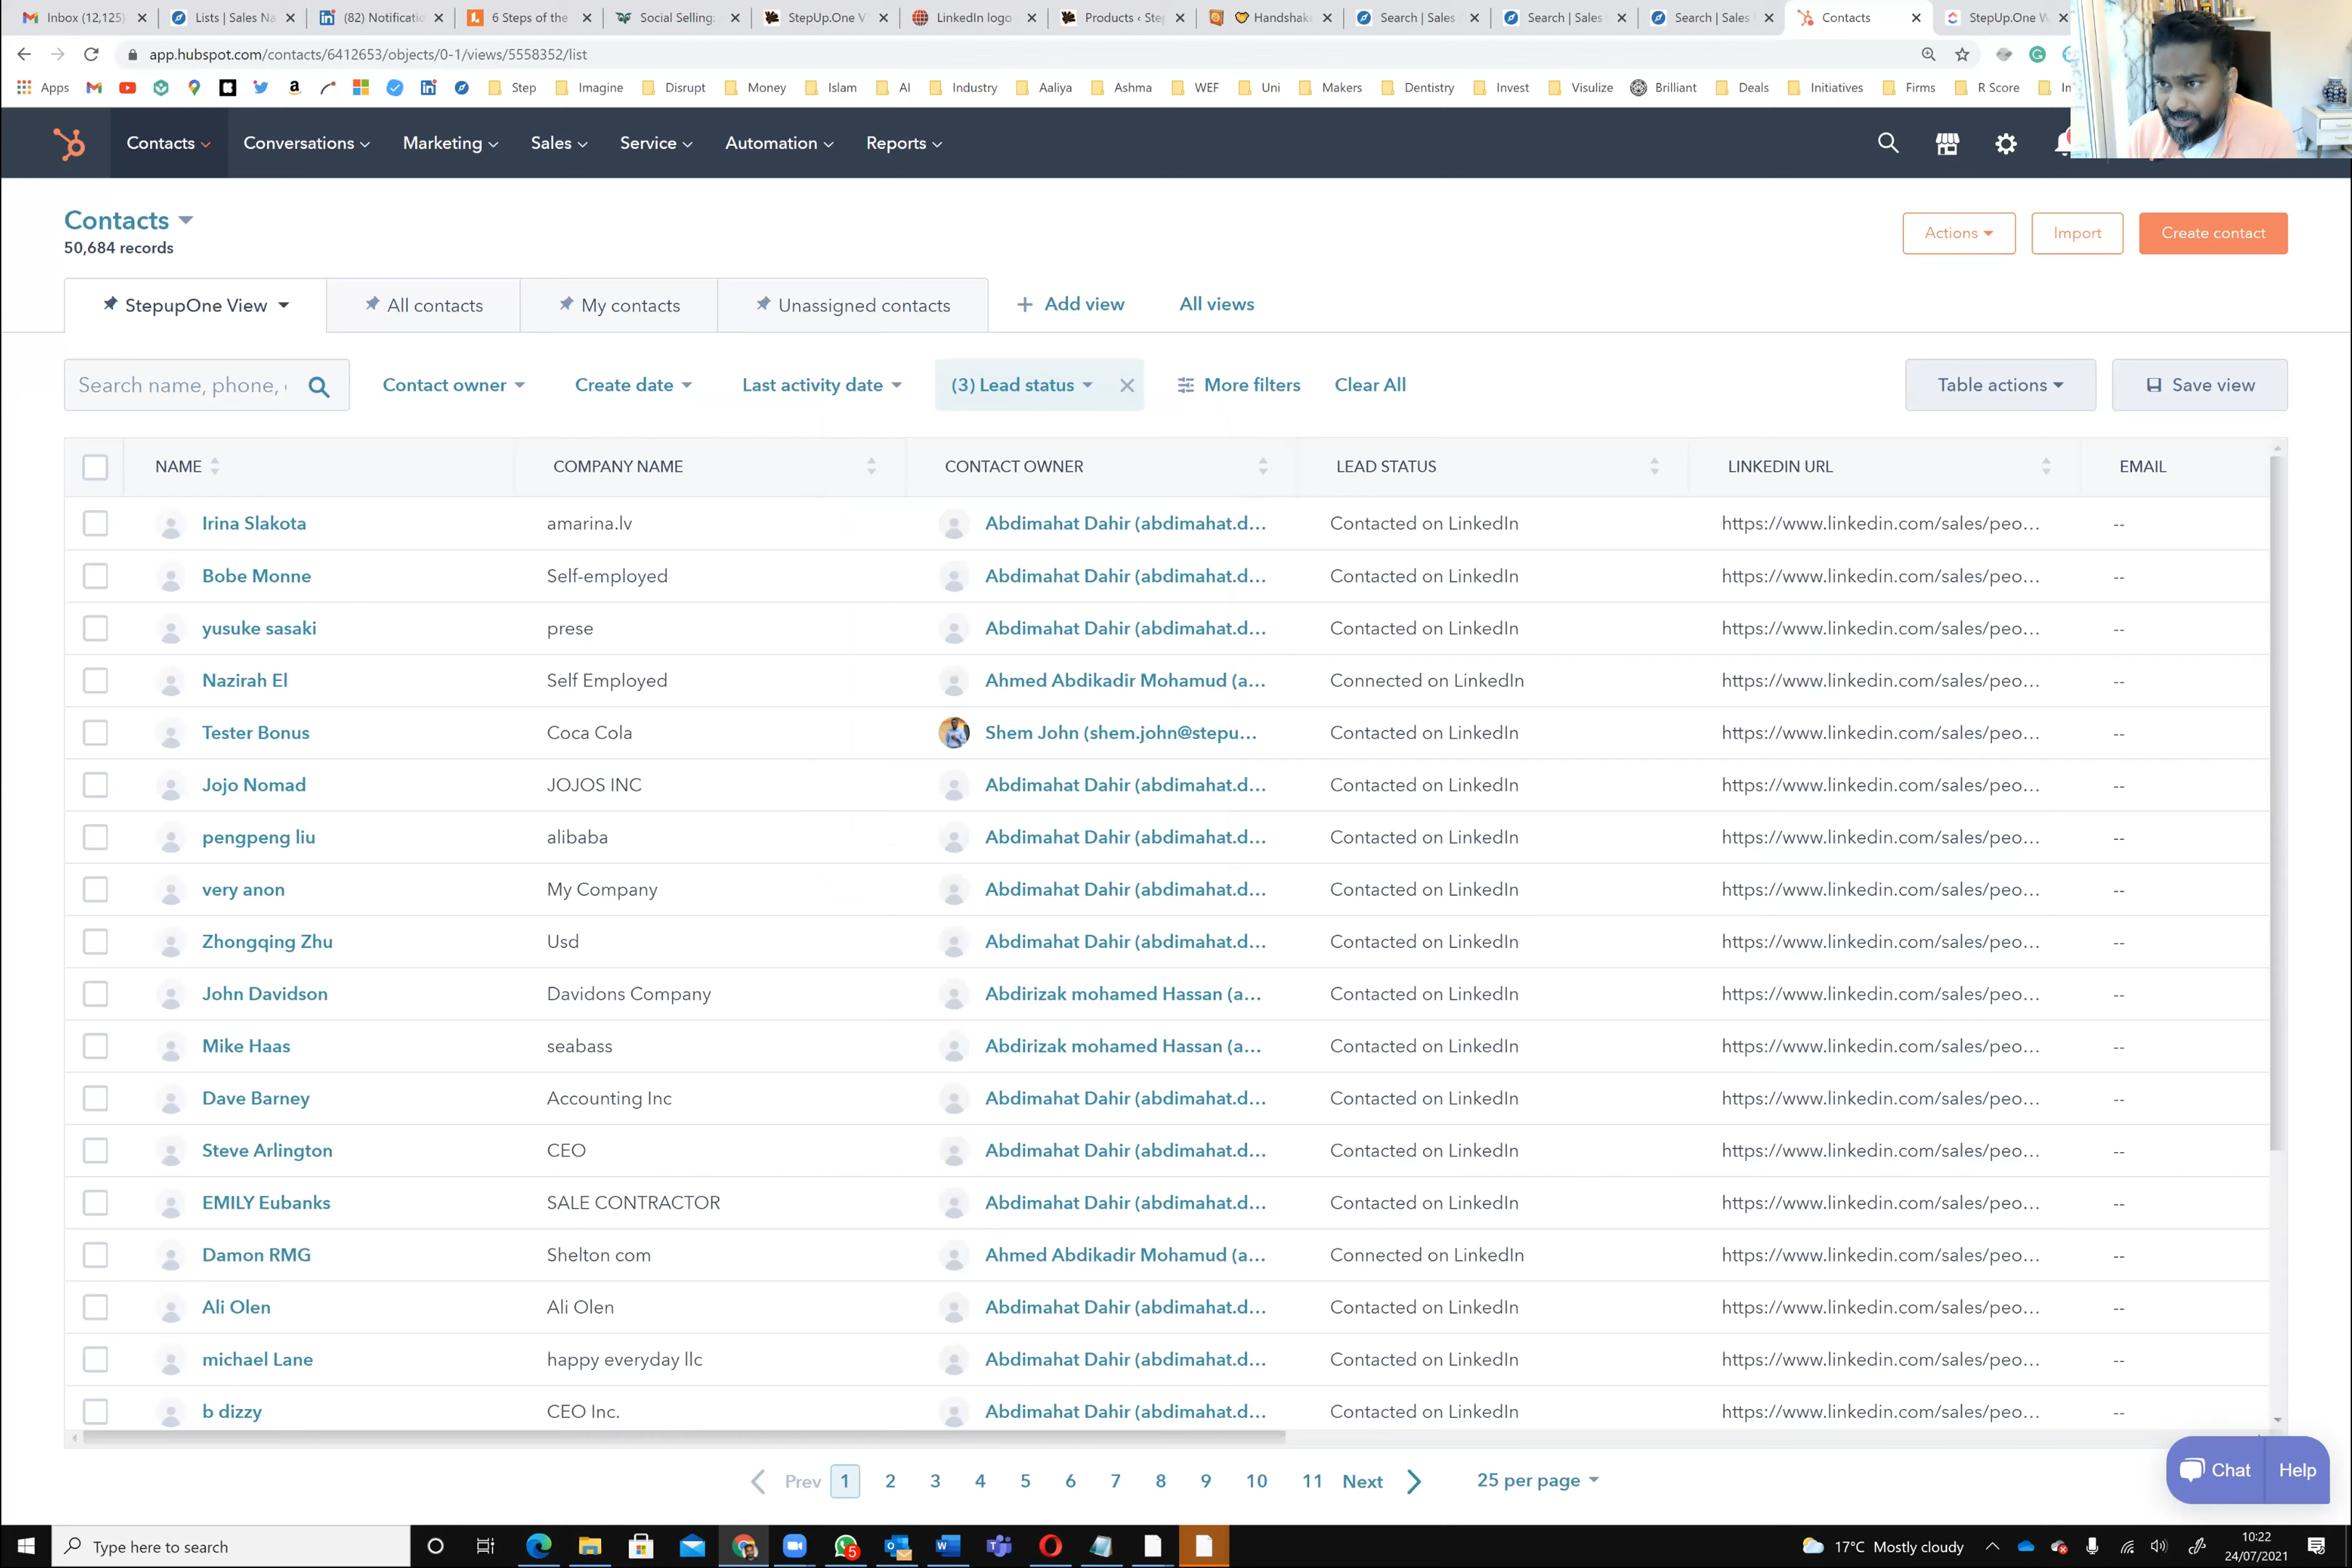 Inbox (12,125)
Lists | Sales Na
(82) Notificatio
6 Steps of the
Social Selling:
StepUp.One V
LinkedIn logo
Products ‹ Step
Handshak
Search | Sales
Search | Sales
Search | Sales
Contacts
StepUp.One W
app.hubspot.com/contacts/6412653/objects/0-1/views/5558352/list
Apps
Step
Imagine
Disrupt
Money
Islam
AI
Industry
Aaliya
Ashma
WEF
Uni
Makers
Dentistry
Invest
Visulize
Brilliant
Deals
Initiatives
Firms
R Score
Contacts
Conversations
Marketing
Sales
Service
Automation
Reports
Contacts
50,684 records
Actions
Import
Create contact
StepupOne View
All contacts
My contacts
Unassigned contacts
+ Add view
All views
Search name, phone, 
Contact owner
Create date
Last activity date
(3) Lead status
More filters
Clear All
Table actions
Save view
NAME COMPANY NAME CONTACT OWNER LEAD STATUS LINKEDIN URL EMAIL
Irina Slakota amarina.lv Abdimahat Dahir (abdimahat.d... Contacted on LinkedIn https://www.linkedin.com/sales/peo... --
Bobe Monne Self-employed Abdimahat Dahir (abdimahat.d... Contacted on LinkedIn https://www.linkedin.com/sales/peo... --
yusuke sasaki prese Abdimahat Dahir (abdimahat.d... Contacted on LinkedIn https://www.linkedin.com/sales/peo... --
Nazirah El Self Employed Ahmed Abdikadir Mohamud (a... Connected on LinkedIn https://www.linkedin.com/sales/peo... --
Tester Bonus Coca Cola Shem John (shem.john@stepu... Contacted on LinkedIn https://www.linkedin.com/sales/peo... --
Jojo Nomad JOJOS INC Abdimahat Dahir (abdimahat.d... Contacted on LinkedIn https://www.linkedin.com/sales/peo... --
pengpeng liu alibaba Abdimahat Dahir (abdimahat.d... Contacted on LinkedIn https://www.linkedin.com/sales/peo... --
very anon My Company Abdimahat Dahir (abdimahat.d... Contacted on LinkedIn https://www.linkedin.com/sales/peo... --
Zhongqing Zhu Usd Abdimahat Dahir (abdimahat.d... Contacted on LinkedIn https://www.linkedin.com/sales/peo... --
John Davidson Davidons Company Abdirizak mohamed Hassan (a... Contacted on LinkedIn https://www.linkedin.com/sales/peo... --
Mike Haas seabass Abdirizak mohamed Hassan (a... Contacted on LinkedIn https://www.linkedin.com/sales/peo... --
Dave Barney Accounting Inc Abdimahat Dahir (abdimahat.d... Contacted on LinkedIn https://www.linkedin.com/sales/peo... --
Steve Arlington CEO Abdimahat Dahir (abdimahat.d... Contacted on LinkedIn https://www.linkedin.com/sales/peo... --
EMILY Eubanks SALE CONTRACTOR Abdimahat Dahir (abdimahat.d... Contacted on LinkedIn https://www.linkedin.com/sales/peo... --
Damon RMG Shelton com Ahmed Abdikadir Mohamud (a... Connected on LinkedIn https://www.linkedin.com/sales/peo... --
Ali Olen Ali Olen Abdimahat Dahir (abdimahat.d... Contacted on LinkedIn https://www.linkedin.com/sales/peo... --
michael Lane happy everyday llc Abdimahat Dahir (abdimahat.d... Contacted on LinkedIn https://www.linkedin.com/sales/peo... --
b dizzy CEO Inc. Abdimahat Dahir (abdimahat.d... Contacted on LinkedIn https://www.linkedin.com/sales/peo... --
Prev 1 2 3 4 5 6 7 8 9 10 11 Next
25 per page
Chat
Help
Type here to search
5
17°C Mostly cloudy
10:22
24/07/2021